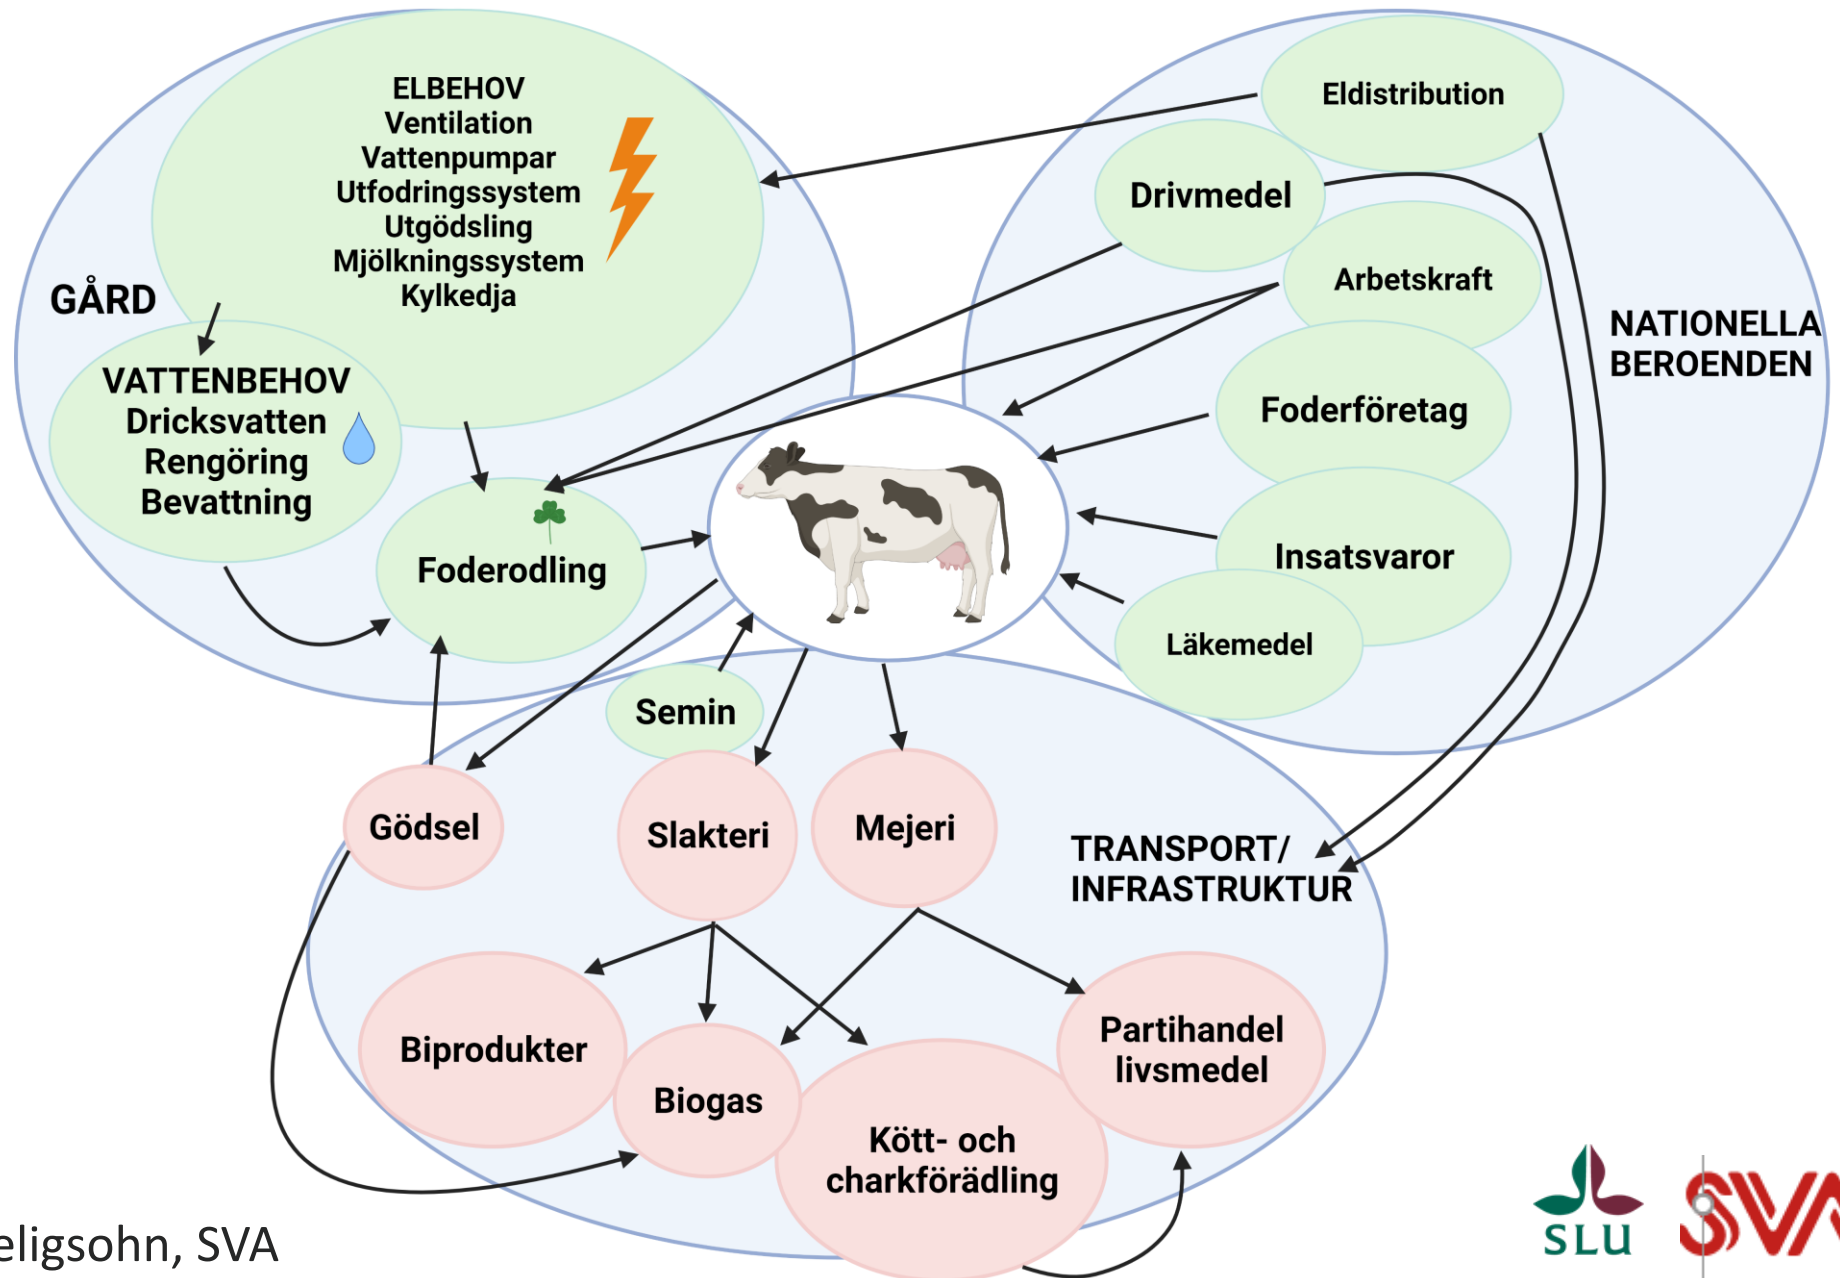 ELBEHOV
Ventilation
Vattenpumpar
Utfodringssystem
Utgödsling
Mjölkningssystem
Kylkedja
GÅRD
VATTENBEHOV
Dricksvatten
Rengöring
Bevattning
Foderodling
Eldistribution
Drivmedel
Arbetskraft
NATIONELLA
BEROENDEN
Foderföretag
Insatsvaror
Läkemedel
Semin
Gödsel
Slakteri
Mejeri
TRANSPORT/
INFRASTRUKTUR
Biprodukter
Biogas
Kött- och
charkförädling
Partihandel
livsmedel
eligsohn, SVA
SLU
SVA